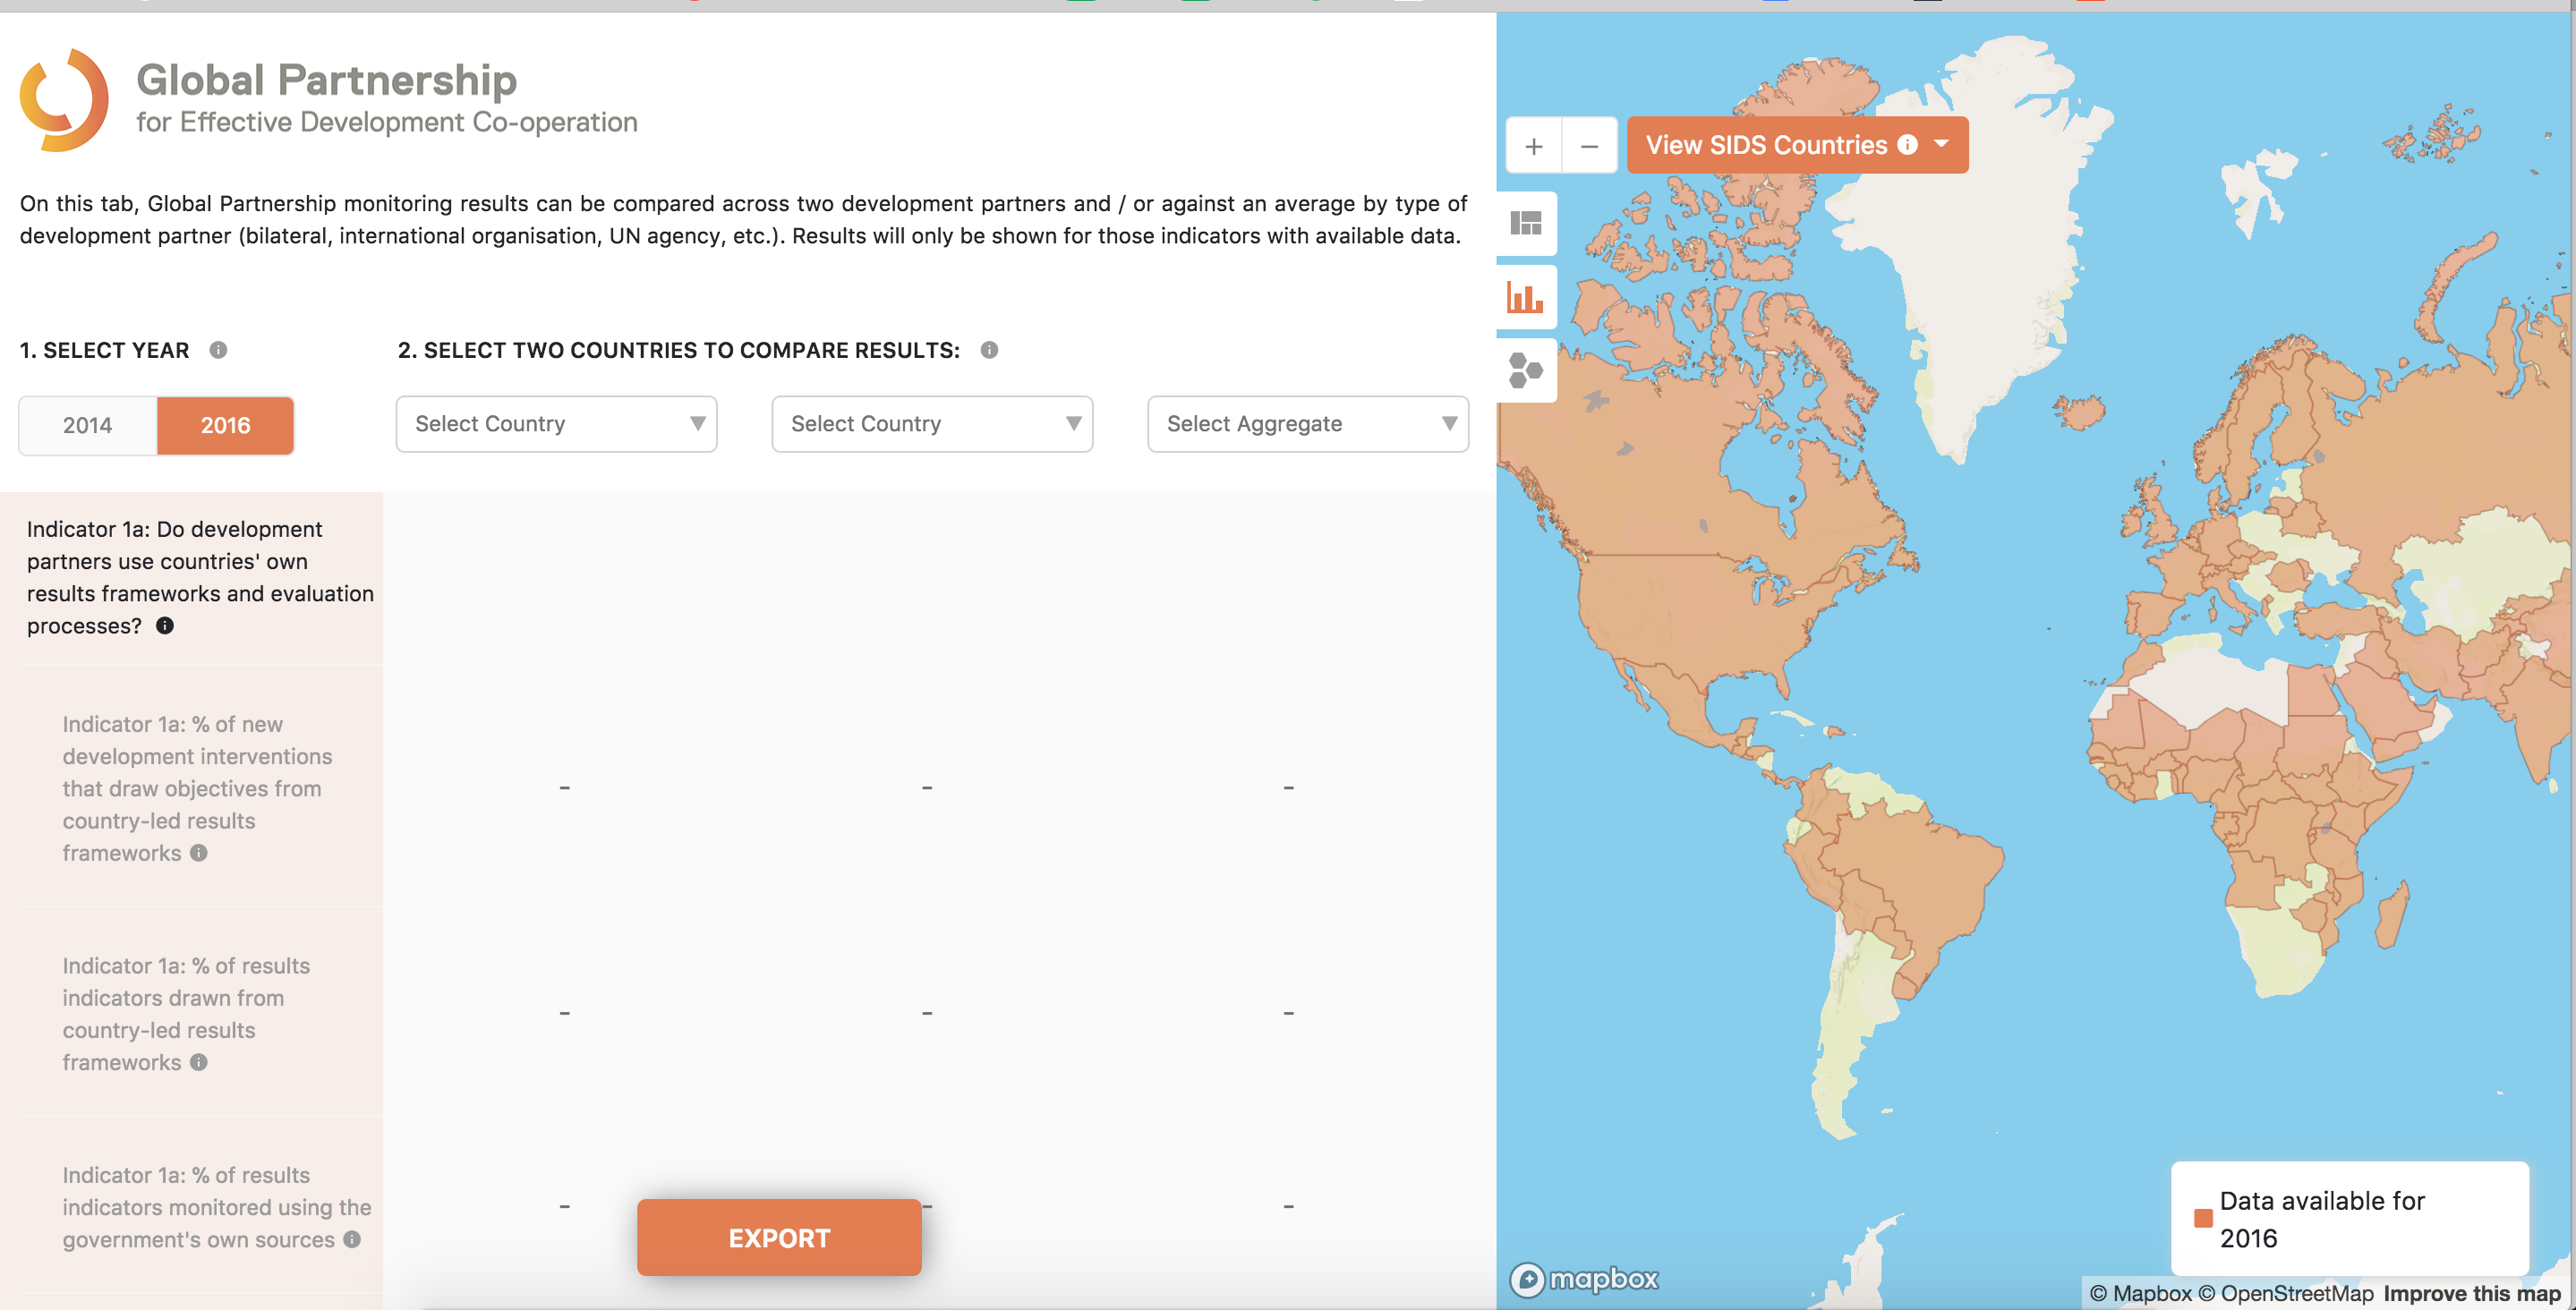 Global Partnership
for Effective Development Co-operation
On this tab, Global Partnership monitoring results can be compared across two development partners and / or against an average by type of
development partner (bilateral, international organisation, UN agency, etc.). Results will only be shown for those indicators with available data.
1. SELECT YEAR
2. SELECT TWO COUNTRIES TO COMPARE RESULTS:
2014
2016
Select Country
Select Country
Select Aggregate
Indicator 1a: Do development
partners use countries' own
results frameworks and evaluation
processes?
Indicator 1a: % of new
development interventions
that draw objectives from
country-led results
frameworks
- - -
Indicator 1a: % of results
indicators drawn from
country-led results
frameworks
- - -
Indicator 1a: % of results
indicators monitored using the
government's own sources
- - -
EXPORT
+ −
View SIDS Countries
Data available for
2016
mapbox
© Mapbox © OpenStreetMap Improve this map